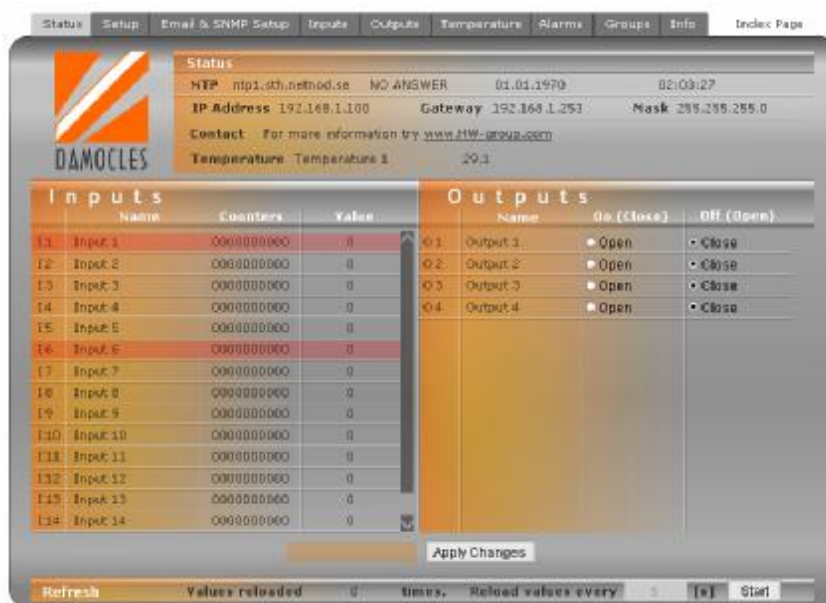 Status Setup Email & SNMP Setup Inputs Outputs Temperature Alarms Groups Info Index Page
Status
NTP ntp1.sth.netnod.se NO ANSWER 01.01.1970 02:03:27
IP Address 192.168.1.100 Gateway 192.168.1.253 Mask 255.255.255.0
Contact For more information try www.HW-group.com
Temperature Temperature 1 29.1
DAMOCLES
Inputs
Name Counters Value
I1 Input 1 0000000000 0
I2 Input 2 0000000000 0
I3 Input 3 0000000000 0
I4 Input 4 0000000000 0
I5 Input 5 0000000000 0
I6 Input 6 0000000000 0
I7 Input 7 0000000000 0
I8 Input 8 0000000000 0
I9 Input 9 0000000000 0
I10 Input 10 0000000000 0
I11 Input 11 0000000000 0
I12 Input 12 0000000000 0
I13 Input 13 0000000000 0
I14 Input 14 0000000000 0
Outputs
Name On (Close) Off (Open)
O1 Output 1 Open Close
O2 Output 2 Open Close
O3 Output 3 Open Close
O4 Output 4 Open Close
Apply Changes
Refresh Values reloaded 0 times. Reload values every [s] Start